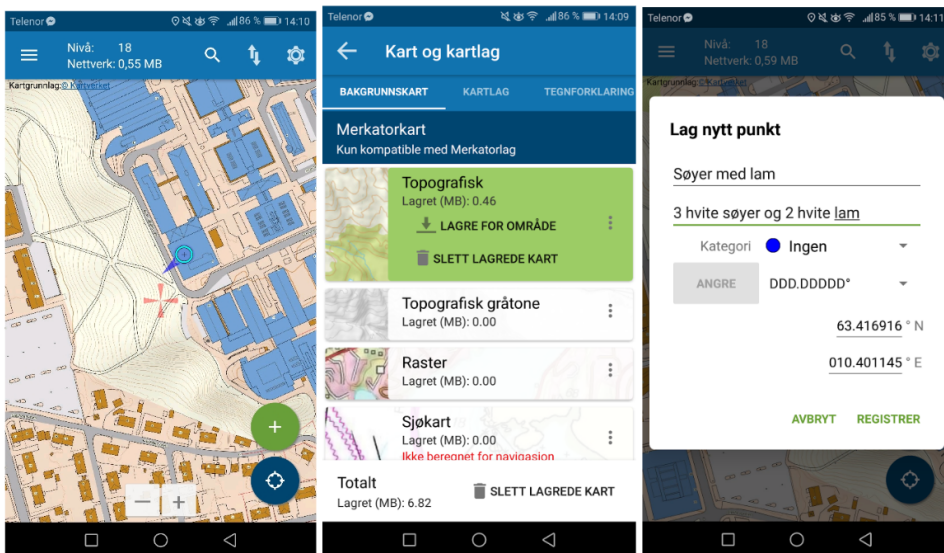 Telenor
86 % 14:10
Nivå: 18
Nettverk: 0,55 MB
Kartgrunnlag:© Kartverket
+
− +
Telenor
86 % 14:09
Kart og kartlag
BAKGRUNNSKART KARTLAG TEGNFORKLARING
Merkatorkart
Kun kompatible med Merkatorlag
Topografisk
Lagret (MB): 0.46
LAGRE FOR OMRÅDE
SLETT LAGREDE KART
Topografisk gråtone
Lagret (MB): 0.00
Raster
Lagret (MB): 0.00
Sjøkart
Lagret (MB): 0.00
Ikke beregnet for navigasjon
Totalt
Lagret (MB): 6.82
SLETT LAGREDE KART
Telenor
85 % 14:11
Nivå: 18
Nettverk: 0,59 MB
Kartgrunnlag:© Kartverket
Lag nytt punkt
Søyer med lam
3 hvite søyer og 2 hvite lam
Kategori Ingen
ANGRE DDD.DDDDD°
63.416916 ° N
010.401145 ° E
AVBRYT REGISTRER